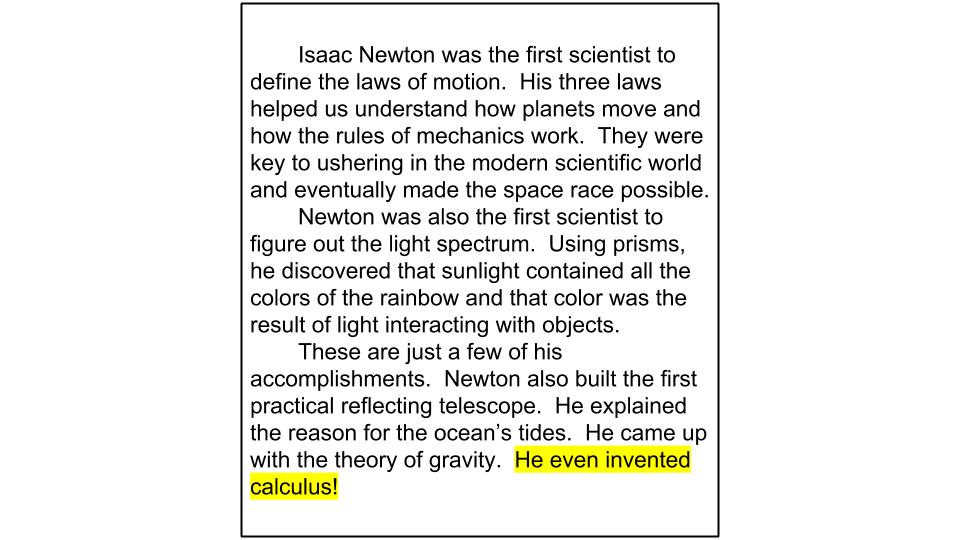 Isaac Newton was the first scientist to
define the laws of motion.  His three laws
helped us understand how planets move and
how the rules of mechanics work.  They were
key to ushering in the modern scientific world
and eventually made the space race possible.
Newton was also the first scientist to
figure out the light spectrum.  Using prisms,
he discovered that sunlight contained all the
colors of the rainbow and that color was the
result of light interacting with objects.
These are just a few of his
accomplishments.  Newton also built the first
practical reflecting telescope.  He explained
the reason for the ocean’s tides.  He came up
with the theory of gravity.  He even invented
calculus!